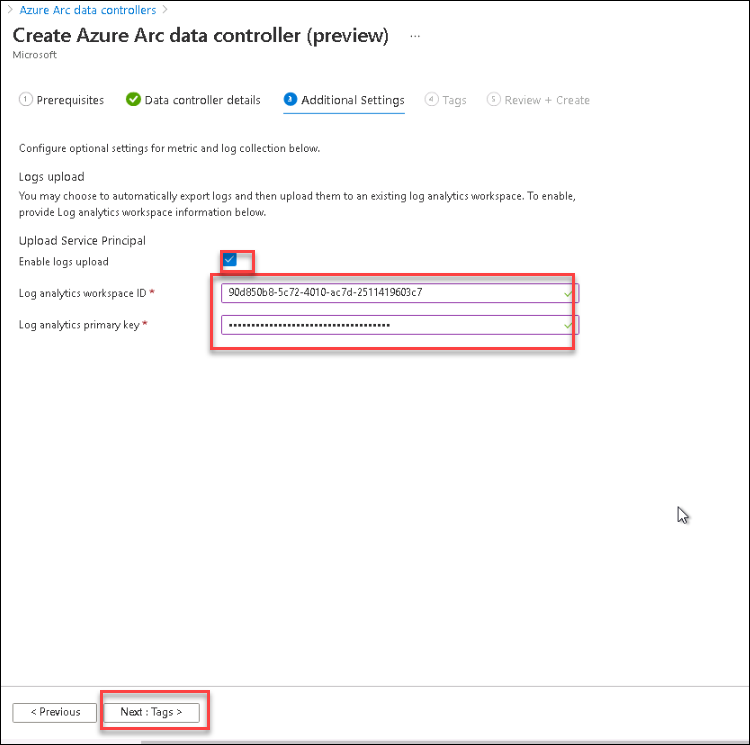 Azure Arc data controllers
Create Azure Arc data controller (preview) ...
Microsoft
1 Prerequisites Data controller details 3 Additional Settings 4 Tags 5 Review + Create
Configure optional settings for metric and log collection below.
Logs upload
You may choose to automatically export logs and then upload them to an existing log analytics workspace. To enable,
provide Log analytics workspace information below.
Upload Service Principal
Enable logs upload
Log analytics workspace ID * 90d850b8-5c72-4010-ac7d-2511419603c7
Log analytics primary key *
< Previous Next : Tags >